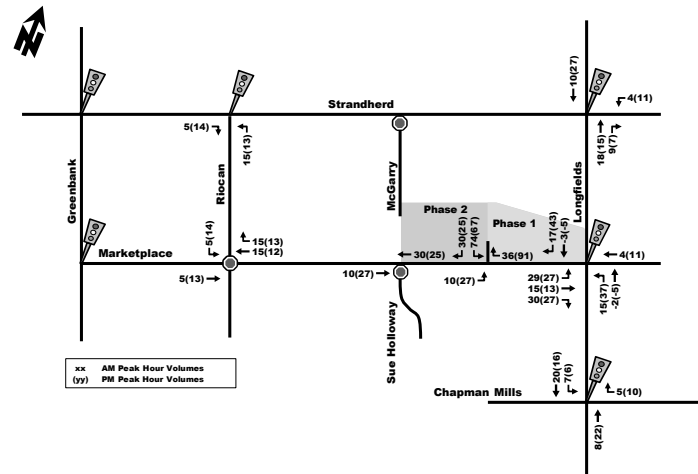 N
10(27)
4(11)
Strandherd
5(14)
15(13)
18(15)
9(7)
Greenbank
Riocan
McGarry
Longfields
Phase 2
Phase 1
5(14)
15(13)
15(12)
30(25)
74(67)
17(43)
-3(-5)
Marketplace
30(25)
36(91)
4(11)
5(13)
10(27)
10(27)
29(27)
15(13)
30(27)
15(37)
-2(-5)
Sue Holloway
xx AM Peak Hour Volumes
(yy) PM Peak Hour Volumes
Chapman Mills
20(16)
7(6)
5(10)
8(22)